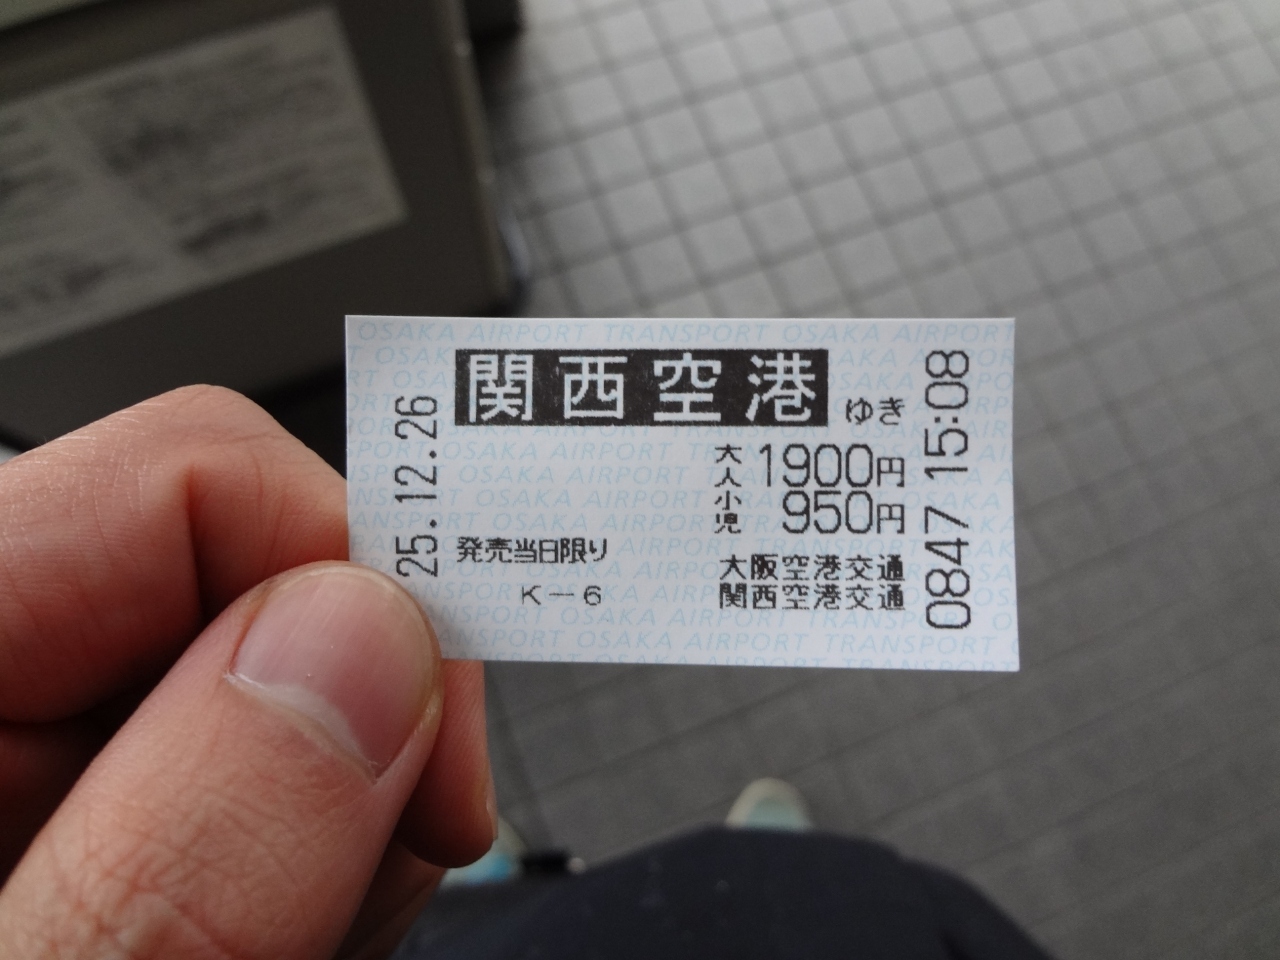 関西空港 ゆき
大人 1900円
小児 950円
発売当日限り
K-6
大阪空港交通
関西空港交通
25.12.26
0847 15:08
OSAKA AIRPORT TRANSPORT